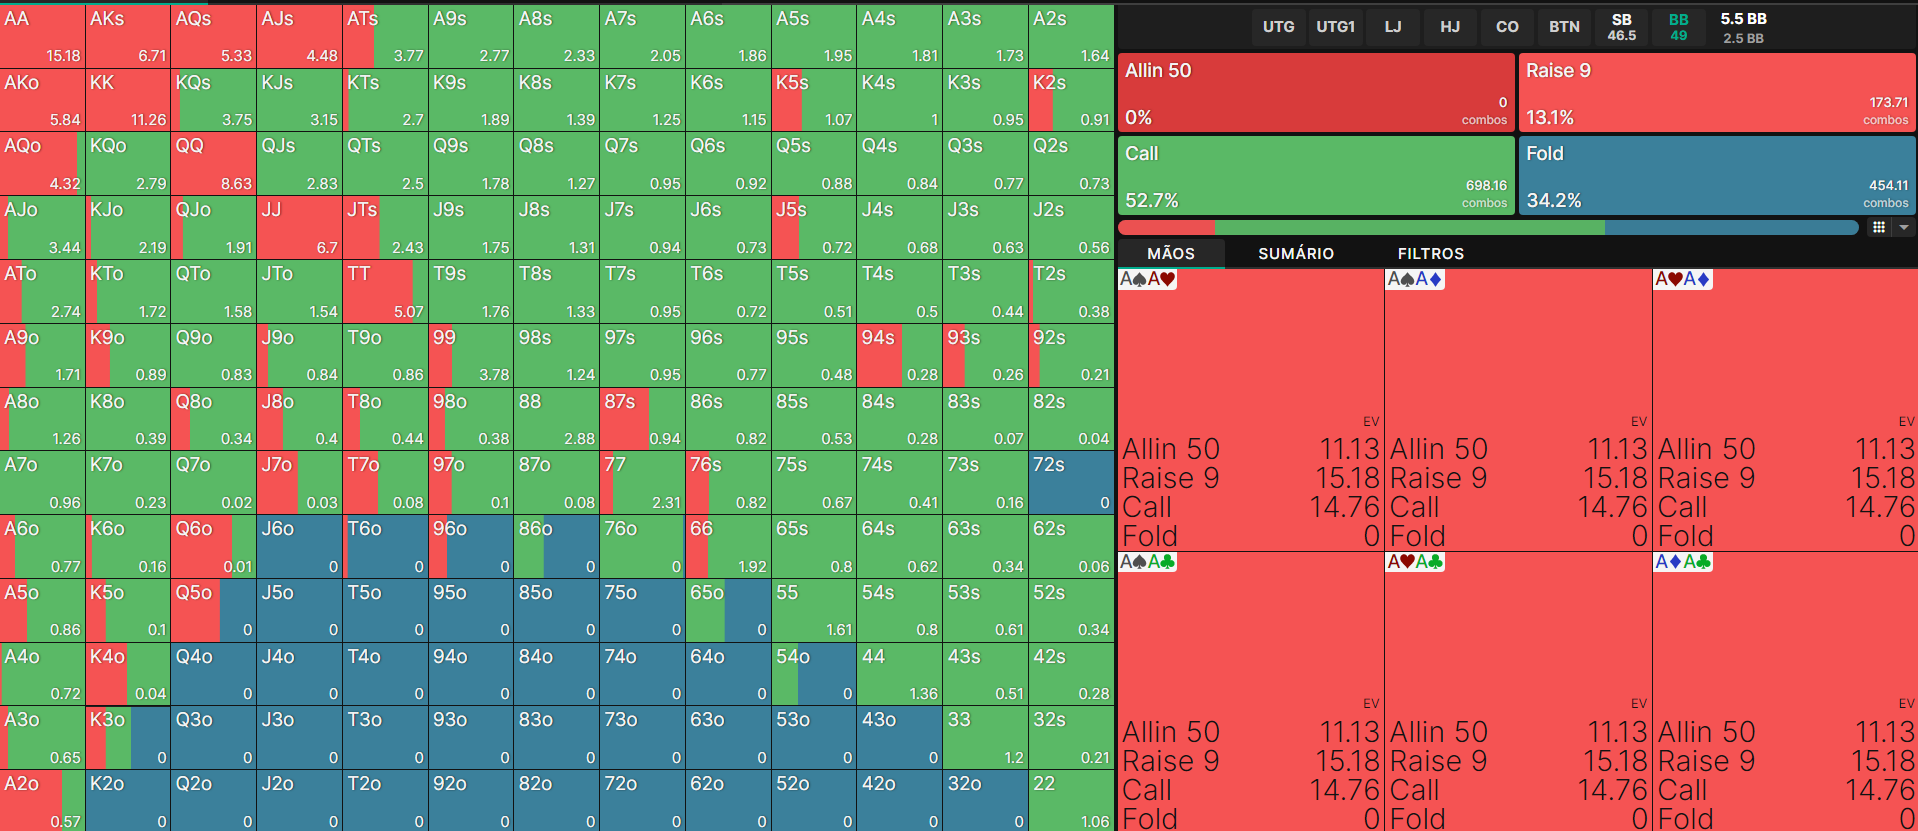 AA AKs AQs AJs ATs A9s A8s A7s A6s A5s A4s A3s A2s
15.18 6.71 5.33 4.48 3.77 2.77 2.33 2.05 1.86 1.95 1.81 1.73 1.64
AKo KK KQs KJs KTs K9s K8s K7s K6s K5s K4s K3s K2s
5.84 11.26 3.75 3.15 2.7 1.89 1.39 1.25 1.15 1.07 1 0.95 0.91
AQo KQo QQ QJs QTs Q9s Q8s Q7s Q6s Q5s Q4s Q3s Q2s
4.32 2.79 8.63 2.83 2.5 1.78 1.27 0.95 0.92 0.88 0.84 0.77 0.73
AJo KJo QJo JJ JTs J9s J8s J7s J6s J5s J4s J3s J2s
3.44 2.19 1.91 6.7 2.43 1.75 1.31 0.94 0.73 0.72 0.68 0.63 0.56
ATo KTo QTo JTo TT T9s T8s T7s T6s T5s T4s T3s T2s
2.74 1.72 1.58 1.54 5.07 1.76 1.33 0.95 0.72 0.51 0.5 0.44 0.38
A9o K9o Q9o J9o T9o 99 98s 97s 96s 95s 94s 93s 92s
1.71 0.89 0.83 0.84 0.86 3.78 1.24 0.95 0.77 0.48 0.28 0.26 0.21
A8o K8o Q8o J8o T8o 98o 88 87s 86s 85s 84s 83s 82s
1.26 0.39 0.34 0.4 0.44 0.38 2.88 0.94 0.82 0.53 0.28 0.07 0.04
A7o K7o Q7o J7o T7o 97o 87o 77 76s 75s 74s 73s 72s
0.96 0.23 0.02 0.03 0.08 0.1 0.08 2.31 0.82 0.67 0.41 0.16 0
A6o K6o Q6o J6o T6o 96o 86o 76o 66 65s 64s 63s 62s
0.77 0.16 0.01 0 0 0 0 0 1.92 0.8 0.62 0.34 0.06
A5o K5o Q5o J5o T5o 95o 85o 75o 65o 55 54s 53s 52s
0.86 0.1 0 0 0 0 0 0 0 1.61 0.8 0.61 0.34
A4o K4o Q4o J4o T4o 94o 84o 74o 64o 54o 44 43s 42s
0.72 0.04 0 0 0 0 0 0 0 0 1.36 0.51 0.28
A3o K3o Q3o J3o T3o 93o 83o 73o 63o 53o 43o 33 32s
0.65 0 0 0 0 0 0 0 0 0 0 1.2 0.21
A2o K2o Q2o J2o T2o 92o 82o 72o 62o 52o 42o 32o 22
0.57 0 0 0 0 0 0 0 0 0 0 0 1.06
UTG UTG1 LJ HJ CO BTN SB BB 5.5 BB
46.5 49 2.5 BB
Allin 50
0
0% combos
Raise 9
173.71
13.1% combos
Call
698.16
52.7% combos
Fold
454.11
34.2% combos
MÃOS SUMÁRIO FILTROS
A♠A♥ A♠A♦ A♥A♦
EV EV EV
Allin 50 11.13 Allin 50 11.13 Allin 50 11.13
Raise 9 15.18 Raise 9 15.18 Raise 9 15.18
Call 14.76 Call 14.76 Call 14.76
Fold 0 Fold 0 Fold 0
A♠A♣ A♥A♣ A♦A♣
EV EV EV
Allin 50 11.13 Allin 50 11.13 Allin 50 11.13
Raise 9 15.18 Raise 9 15.18 Raise 9 15.18
Call 14.76 Call 14.76 Call 14.76
Fold 0 Fold 0 Fold 0